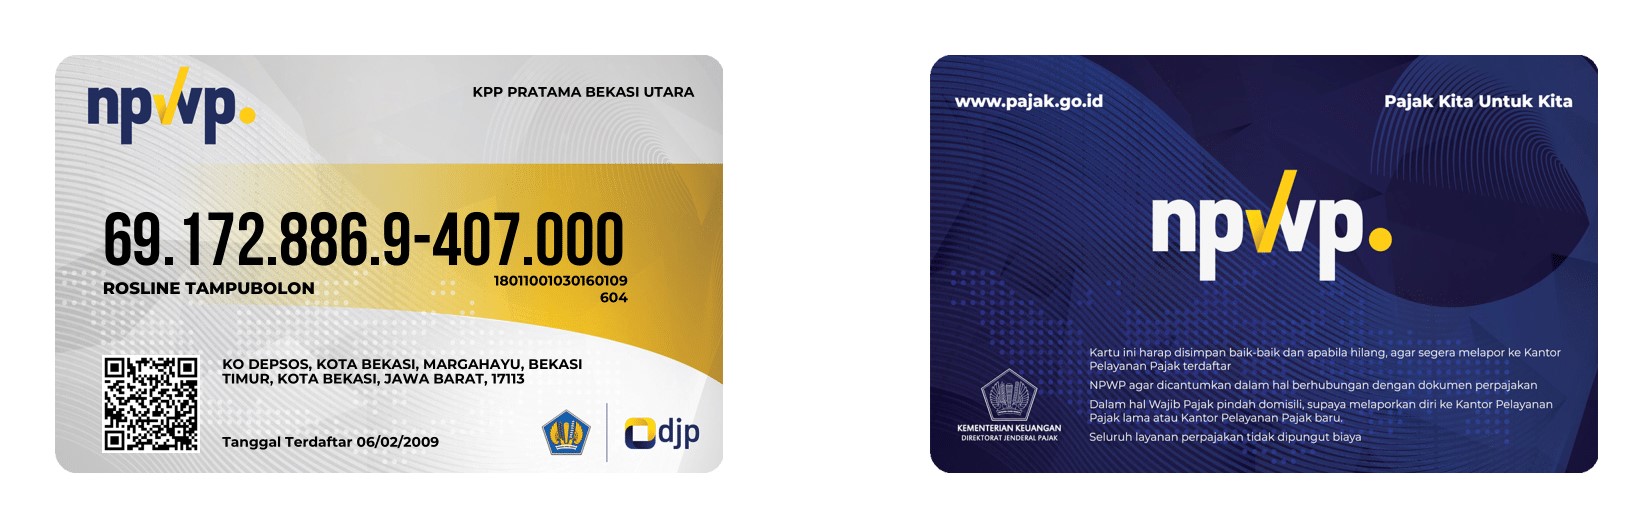 npwp.
KPP PRATAMA BEKASI UTARA
69.172.886.9-407.000
ROSLINE TAMPUBOLON
18011001030160109
604
KO DEPSOS, KOTA BEKASI, MARGAHAYU, BEKASI
TIMUR, KOTA BEKASI, JAWA BARAT, 17113
Tanggal Terdaftar 06/02/2009
djp
www.pajak.go.id
Pajak Kita Untuk Kita
npwp.
Kartu ini harap disimpan baik-baik dan apabila hilang, agar segera melapor ke Kantor
Pelayanan Pajak terdaftar
NPWP agar dicantumkan dalam hal berhubungan dengan dokumen perpajakan
Dalam hal Wajib Pajak pindah domisili, supaya melaporkan diri ke Kantor Pelayanan
Pajak lama atau Kantor Pelayanan Pajak baru.
Seluruh layanan perpajakan tidak dipungut biaya
KEMENTERIAN KEUANGAN
DIREKTORAT JENDERAL PAJAK